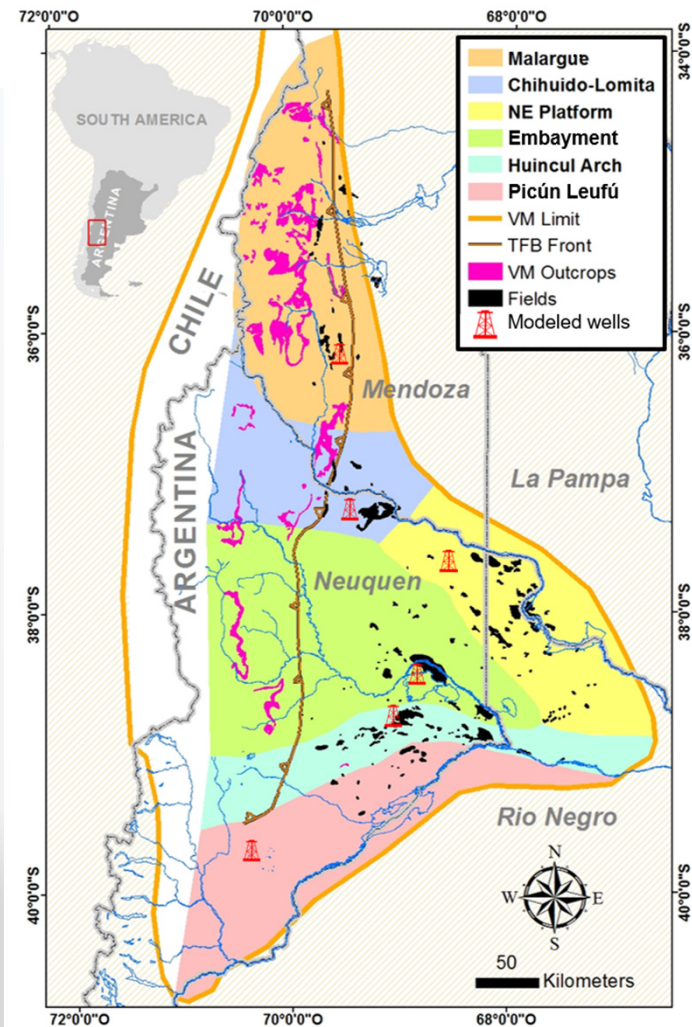 72°0'0"O
70°0'0"O
68°0'0"O
34°0'0"S
SOUTH AMERICA
ARGENTINA
Malargue
Chihuido-Lomita
NE Platform
Embayment
Huincul Arch
Picún Leufú
VM Limit
TFB Front
VM Outcrops
Fields
Modeled wells
CHILE
36°0'0"S
36°0'0"S
Mendoza
La Pampa
ARGENTINA
Neuquen
38°0'0"S
38°0'0"S
Rio Negro
N
W
E
S
40°0'0"S
40°0'0"S
50
Kilometers
72°0'0"O
70°0'0"O
68°0'0"O